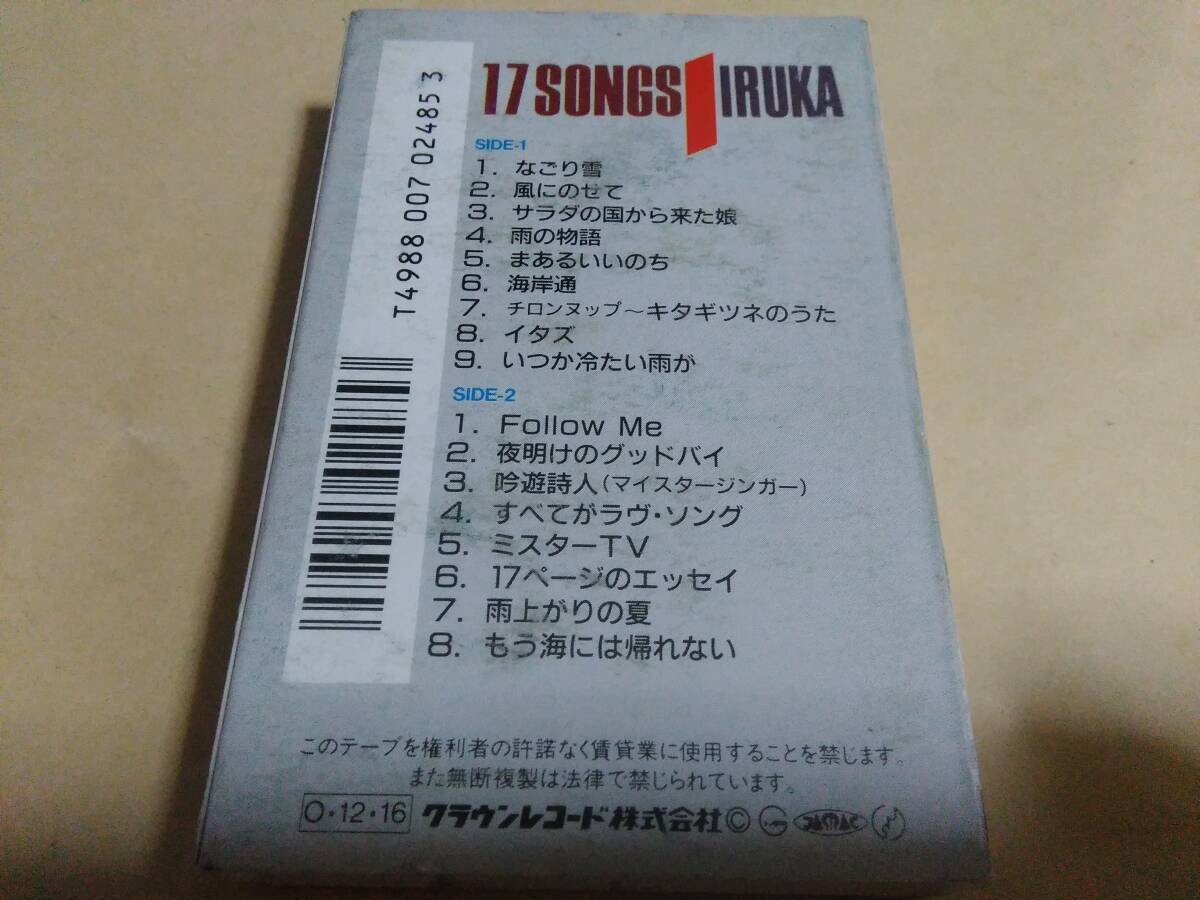 17 SONGS IRUKA
SIDE-1
1. なごり雪
2. 風にのせて
3. サラダの国から来た娘
4. 雨の物語
5. まあるいいのち
6. 海岸通
7. チロンヌップ〜キタギツネのうた
8. イタズ
9. いつか冷たい雨が
SIDE-2
1. Follow Me
2. 夜明けのグッドバイ
3. 吟遊詩人(マイスタージンガー)
4. すべてがラヴ・ソング
5. ミスターTV
6. 17ページのエッセイ
7. 雨上がりの夏
8. もう海には帰れない
このテープを権利者の許諾なく賃貸業に使用することを禁じます。
また無断複製は法律で禁じられています。
O・12・16 クラウンレコード株式会社 © JASRAC
T4988 007 024853